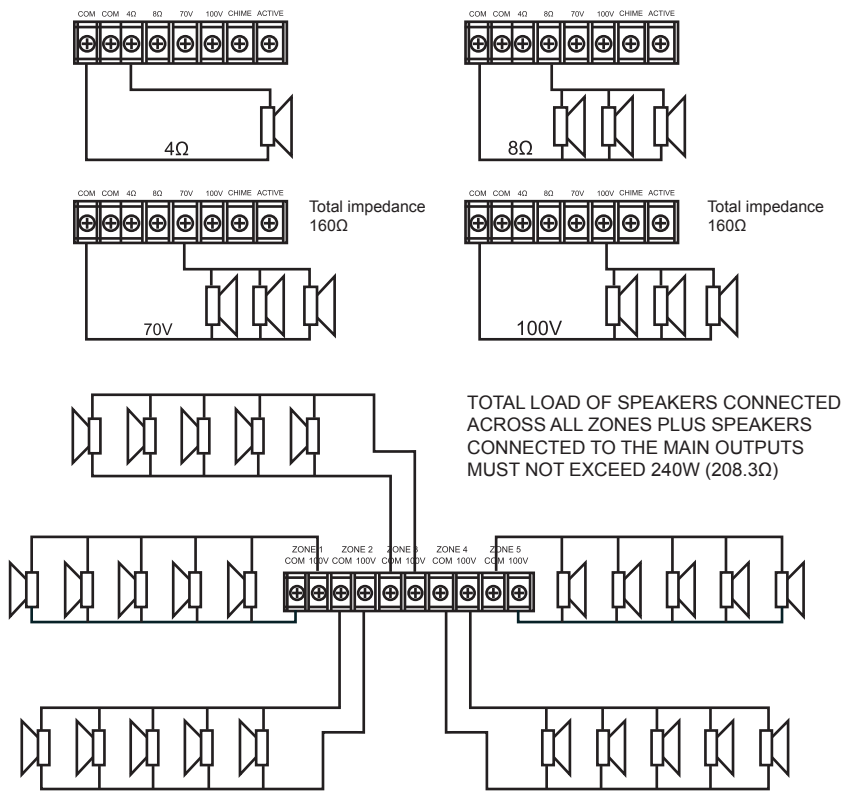 COM COM 4Ω 8Ω 70V 100V CHIME ACTIVE
4Ω
COM COM 4Ω 8Ω 70V 100V CHIME ACTIVE
8Ω
COM COM 4Ω 8Ω 70V 100V CHIME ACTIVE
Total impedance
160Ω
70V
COM COM 4Ω 8Ω 70V 100V CHIME ACTIVE
Total impedance
160Ω
100V
TOTAL LOAD OF SPEAKERS CONNECTED
ACROSS ALL ZONES PLUS SPEAKERS
CONNECTED TO THE MAIN OUTPUTS
MUST NOT EXCEED 240W (208.3Ω)
ZONE 1 ZONE 2 ZONE 3 ZONE 4 ZONE 5
COM 100V COM 100V COM 100V COM 100V COM 100V